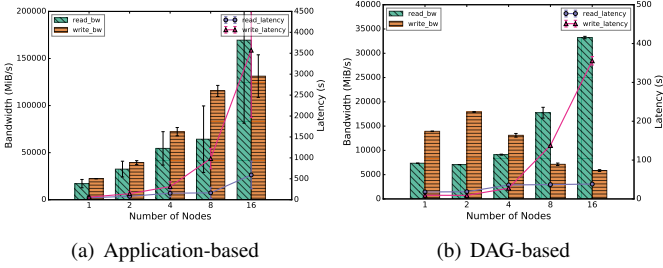 200000
150000
100000
50000
0
Bandwidth (MiB/s)
read_bw
write_bw
read_latency
write_latency
4500
4000
3500
3000
2500
2000
1500
1000
500
0
Latency (s)
1 2 4 8 16
Number of Nodes
(a) Application-based
40000
35000
30000
25000
20000
15000
10000
5000
0
Bandwidth (MiB/s)
read_bw
write_bw
read_latency
write_latency
500
400
300
200
100
0
Latency (s)
1 2 4 8 16
Number of Nodes
(b) DAG-based